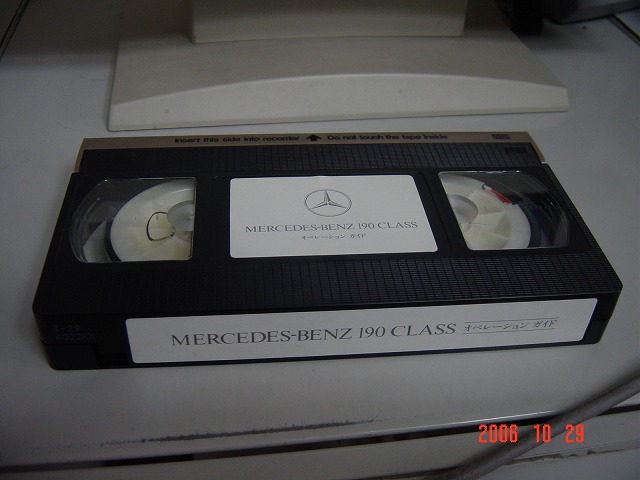 Insert this side into recorder ↑ Do not touch the tape inside
MERCEDES-BENZ 190 CLASS
オペレーション ガイド
MERCEDES-BENZ 190 CLASS オペレーション ガイド
2006 10 29